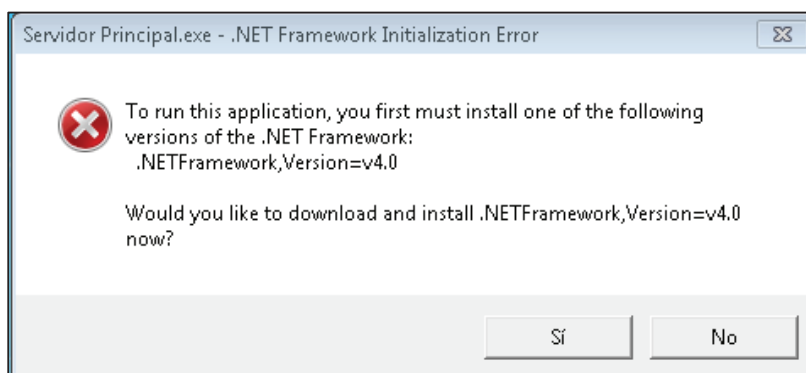 Servidor Principal.exe - .NET Framework Initialization Error
To run this application, you first must install one of the following
versions of the .NET Framework:
.NETFramework,Version=v4.0
Would you like to download and install .NETFramework,Version=v4.0
now?
Sí
No